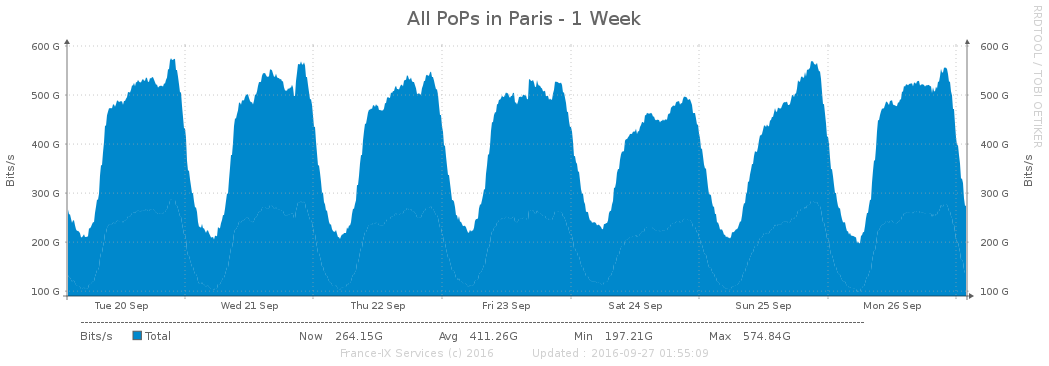 All PoPs in Paris - 1 Week
RRDTOOL / TOBI OETIKER
600 G 600 G
500 G 500 G
400 G 400 G
300 G 300 G
200 G 200 G
100 G 100 G
Bits/s
Bits/s
Tue 20 Sep Wed 21 Sep Thu 22 Sep Fri 23 Sep Sat 24 Sep Sun 25 Sep Mon 26 Sep
Bits/s Total Now 264.15G Avg 411.26G Min 197.21G Max 574.84G
France-IX Services (c) 2016 Updated : 2016-09-27 01:55:09